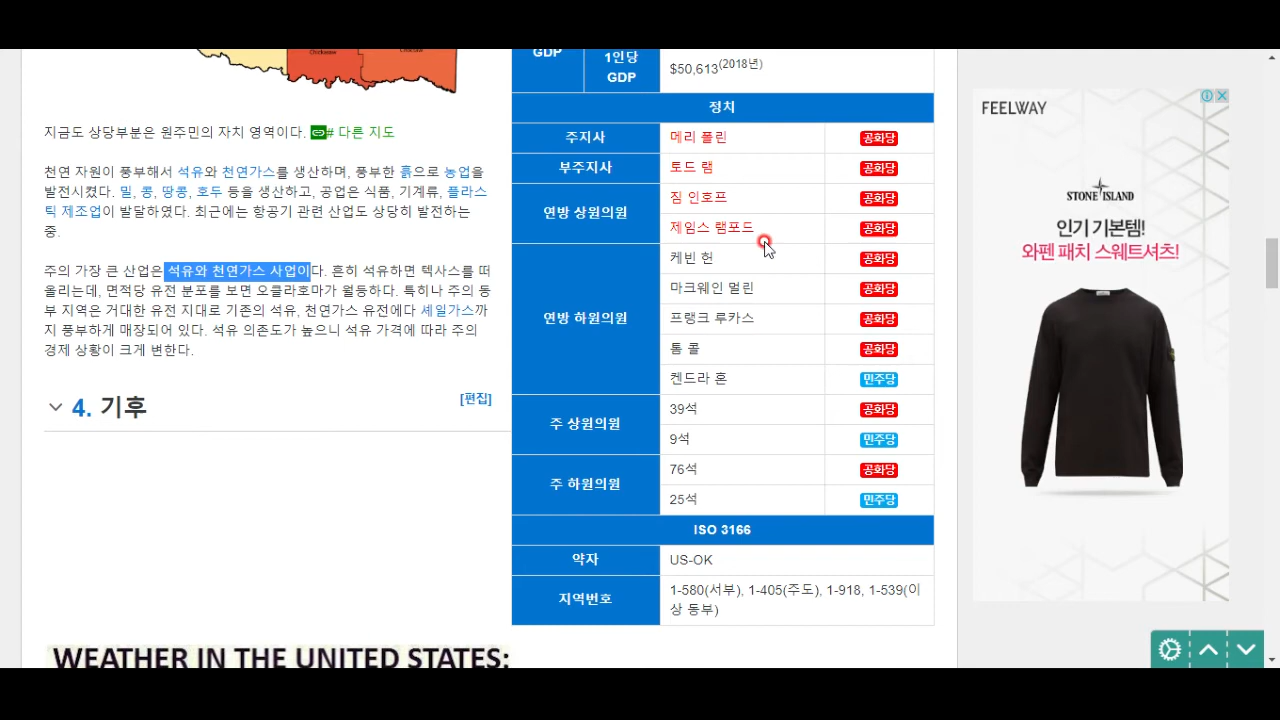 지금도 상당부분은 원주민의 자치 영역이다. # 다른 지도
천연 자원이 풍부해서 석유와 천연가스를 생산하며, 풍부한 흙으로 농업을
발전시켰다. 밀, 콩, 땅콩, 호두 등을 생산하고, 공업은 식품, 기계류, 플라스
틱 제조업이 발달하였다. 최근에는 항공기 관련 산업도 상당히 발전하는
중.
주의 가장 큰 산업은 석유와 천연가스 사업이다. 흔히 석유하면 텍사스를 떠
올리는데, 면적당 유전 분포를 보면 오클라호마가 월등하다. 특히나 주의 동
부 지역은 거대한 유전 지대로 기존의 석유, 천연가스 유전에다 셰일가스까
지 풍부하게 매장되어 있다. 석유 의존도가 높으니 석유 가격에 따라 주의
경제 상황이 크게 변한다.
4. 기후 [편집]
WEATHER IN THE UNITED STATES:
GDP
1인당
GDP
$50,613(2018년)
정치
주지사 메리 폴린 공화당
부주지사 토드 램 공화당
연방 상원의원
짐 인호프 공화당
제임스 램포드 공화당
연방 하원의원
케빈 헌 공화당
마크웨인 멀린 공화당
프랭크 루카스 공화당
톰 콜 공화당
켄드라 혼 민주당
주 상원의원
39석 공화당
9석 민주당
주 하원의원
76석 공화당
25석 민주당
ISO 3166
약자 US-OK
지역번호 1-580(서부), 1-405(주도), 1-918, 1-539(이
상 동부)
FEELWAY
STONE ISLAND
인기 기본템!
와펜 패치 스웨트셔츠!